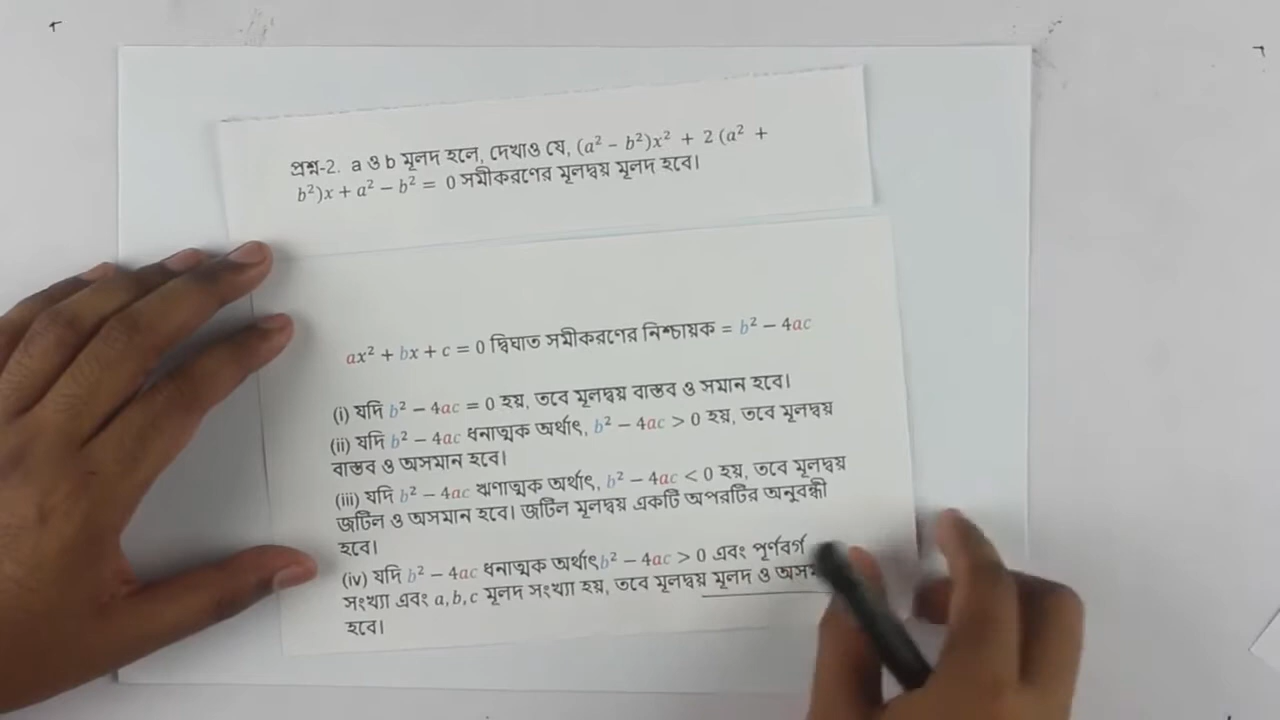 প্রশ্ন-2. a ও b মূলদ হলে, দেখাও যে, (a² − b²)x² + 2 (a² +
b²)x + a² − b² = 0 সমীকরণের মূলদ্বয় মূলদ হবে।
ax² + bx + c = 0 দ্বিঘাত সমীকরণের নিশ্চায়ক = b² − 4ac
(i) যদি b² − 4ac = 0 হয়, তবে মূলদ্বয় বাস্তব ও সমান হবে।
(ii) যদি b² − 4ac ধনাত্মক অর্থাৎ, b² − 4ac > 0 হয়, তবে মূলদ্বয়
বাস্তব ও অসমান হবে।
(iii) যদি b² − 4ac ঋণাত্মক অর্থাৎ, b² − 4ac < 0 হয়, তবে মূলদ্বয়
জটিল ও অসমান হবে। জটিল মূলদ্বয় একটি অপরটির অনুবন্ধী
হবে।
(iv) যদি b² − 4ac ধনাত্মক অর্থাৎ b² − 4ac > 0 এবং পূর্ণবর্গ
সংখ্যা এবং a, b, c মূলদ সংখ্যা হয়, তবে মূলদ্বয় মূলদ ও
হবে।